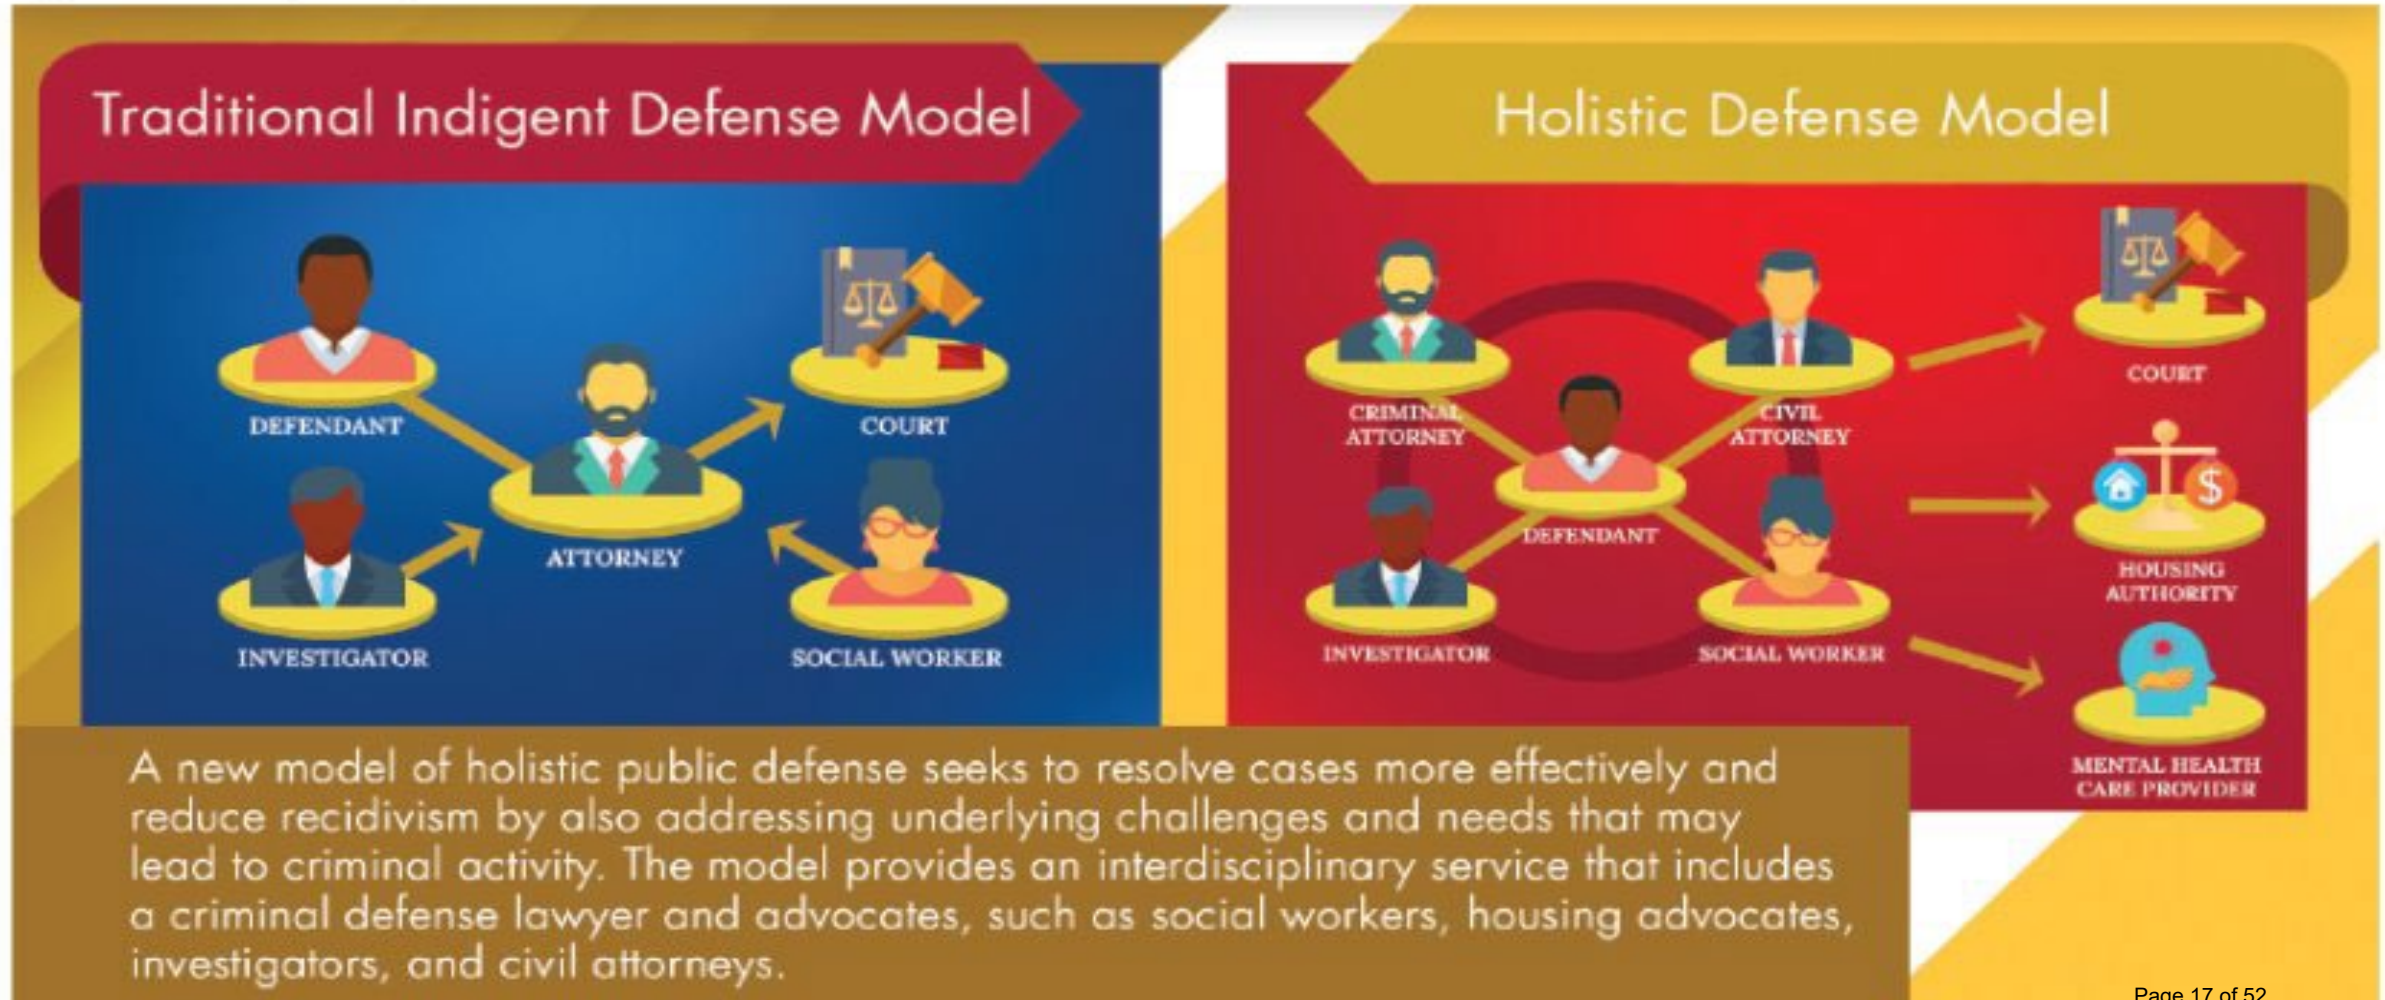 Traditional Indigent Defense Model
DEFENDANT
COURT
ATTORNEY
INVESTIGATOR
SOCIAL WORKER
Holistic Defense Model
CRIMINAL
ATTORNEY
CIVIL
ATTORNEY
DEFENDANT
INVESTIGATOR
SOCIAL WORKER
COURT
$
HOUSING
AUTHORITY
MENTAL HEALTH
CARE PROVIDER
A new model of holistic public defense seeks to resolve cases more effectively and
reduce recidivism by also addressing underlying challenges and needs that may
lead to criminal activity. The model provides an interdisciplinary service that includes
a criminal defense lawyer and advocates, such as social workers, housing advocates,
investigators, and civil attorneys.
Page 17 of 52